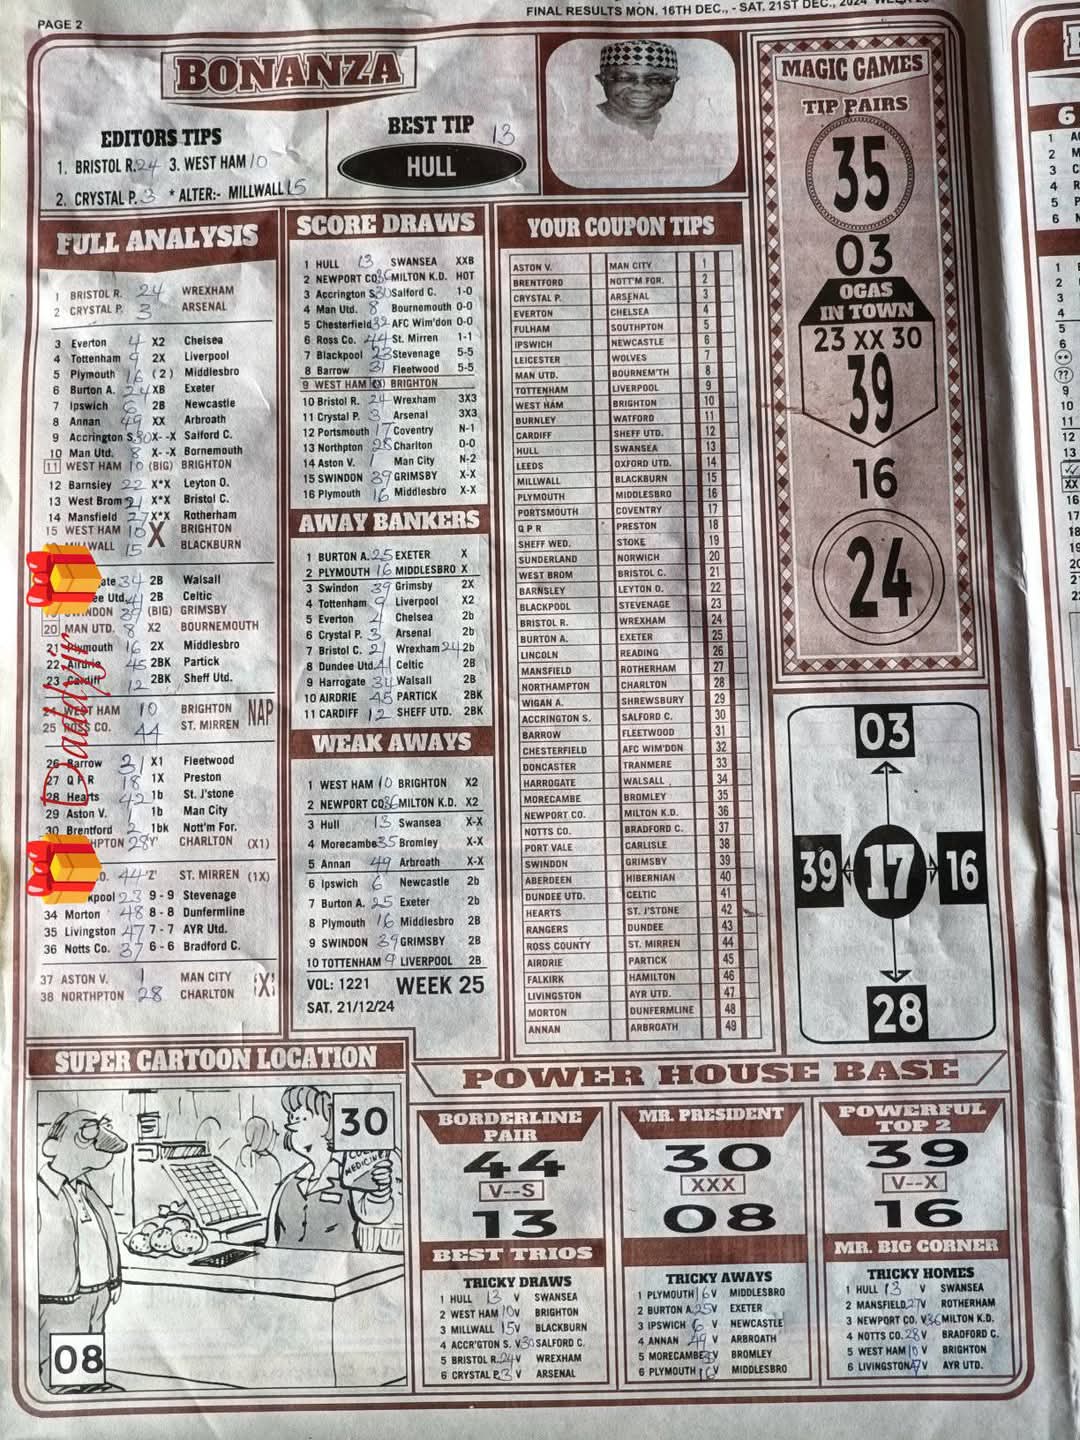 PAGE 2
FINAL RESULTS MON. 16TH DEC., - SAT. 21ST DEC., 2024 WEEK
BONANZA
EDITORS TIPS
1. BRISTOL R. 24 3. WEST HAM 10
2. CRYSTAL P. 3 * ALTER:- MILLWALL 15
BEST TIP 13
HULL
FULL ANALYSIS
1 BRISTOL R. 24 WREXHAM
2 CRYSTAL P. 3 ARSENAL
3 Everton 4 X2 Chelsea
4 Tottenham 9 2X Liverpool
5 Plymouth 16 (2) Middlesbro
6 Burton A. XB Exeter
7 Ipswich 6 2B Newcastle
8 Annan 49 XX Arbroath
9 Accrington S. 30 X--X Salford C.
10 Man Utd. 8 X--X Bornemouth
11 WEST HAM 10 (BIG) BRIGHTON
12 Barnsley 22 X*X Leyton O.
13 West Brom 21 X*X Bristol C.
14 Mansfield 27 X*X Rotherham
15 WEST HAM 10 X BRIGHTON
LLWALL 15 BLACKBURN
gate 34 2B Walsall
ee Utd. 41 2B Celtic
SWINDON 39 (BIG) GRIMSBY
20 MAN UTD. 8 X2 BOURNEMOUTH
21 Plymouth 16 2X Middlesbro
22 Airdrie 45 2BK Partick
23 Cardiff 12 2BK Sheff Utd.
24 WEST HAM 10 BRIGHTON NAP
25 ROSS CO. 44 ST. MIRREN
26 Barrow 31 X1 Fleetwood
27 Q P R 18 1X Preston
28 Hearts 42 1b St. J'stone
29 Aston V. 1 1b Man City
30 Brentford 2 1bk Nott'm For.
HPTON 28 'Y' CHARLTON (X1)
O. 44 'Z' ST. MIRREN (1X)
kpool 23 9 - 9 Stevenage
34 Morton 48 8 - 8 Dunfermline
35 Livingston 47 7 - 7 AYR Utd.
36 Notts Co. 37 6 - 6 Bradford C.
37 ASTON V. 1 MAN CITY
38 NORTHPTON 28 CHARLTON X
Daddyjr
SCORE DRAWS
1 HULL 13 SWANSEA XXB
2 NEWPORT CO 36 MILTON K.D. HOT
3 Accrington S. 30 Salford C. 1-0
4 Man Utd. 8 Bournemouth 0-0
5 Chesterfield 32 AFC Wim'don 0-0
6 Ross Co. 44 St. Mirren 1-1
7 Blackpool 23 Stevenage 5-5
8 Barrow 31 Fleetwood 5-5
9 WEST HAM (X) BRIGHTON
10 Bristol R. 24 Wrexham 3X3
11 Crystal P. 3 Arsenal 3X3
12 Portsmouth 17 Coventry N-1
13 Northpton 28 Charlton 0-0
14 Aston V. 1 Man City N-2
15 SWINDON 39 GRIMSBY X-X
16 Plymouth 16 Middlesbro X-X
AWAY BANKERS
1 BURTON A. 25 EXETER X
2 PLYMOUTH 16 MIDDLESBRO X
3 Swindon 39 Grimsby 2X
4 Tottenham 9 Liverpool X2
5 Everton 4 Chelsea 2b
6 Crystal P. 3 Arsenal 2b
7 Bristol C. 21 Wrexham 24 2b
8 Dundee Utd. 41 Celtic 2B
9 Harrogate 34 Walsall 2B
10 AIRDRIE 45 PARTICK 2BK
11 CARDIFF 12 SHEFF UTD. 2BK
WEAK AWAYS
1 WEST HAM 10 BRIGHTON X2
2 NEWPORT CO 36 MILTON K.D. X2
3 Hull 13 Swansea X-X
4 Morecambe 35 Bromley X-X
5 Annan 49 Arbroath X-X
6 Ipswich 6 Newcastle 2b
7 Burton A. 25 Exeter 2b
8 Plymouth 16 Middlesbro 2B
9 SWINDON 39 GRIMSBY 2B
10 TOTTENHAM 9 LIVERPOOL 2B
VOL: 1221 WEEK 25
SAT. 21/12/24
YOUR COUPON TIPS
ASTON V. MAN CITY 1
BRENTFORD NOTT'M FOR. 2
CRYSTAL P. ARSENAL 3
EVERTON CHELSEA 4
FULHAM SOUTHPTON 5
IPSWICH NEWCASTLE 6
LEICESTER WOLVES 7
MAN UTD. BOURNEM'TH 8
TOTTENHAM LIVERPOOL 9
WEST HAM BRIGHTON 10
BURNLEY WATFORD 11
CARDIFF SHEFF UTD. 12
HULL SWANSEA 13
LEEDS OXFORD UTD. 14
MILLWALL BLACKBURN 15
PLYMOUTH MIDDLESBRO 16
PORTSMOUTH COVENTRY 17
Q P R PRESTON 18
SHEFF WED. STOKE 19
SUNDERLAND NORWICH 20
WEST BROM BRISTOL C. 21
BARNSLEY LEYTON O. 22
BLACKPOOL STEVENAGE 23
BRISTOL R. WREXHAM 24
BURTON A. EXETER 25
LINCOLN READING 26
MANSFIELD ROTHERHAM 27
NORTHAMPTON CHARLTON 28
WIGAN A. SHREWSBURY 29
ACCRINGTON S. SALFORD C. 30
BARROW FLEETWOOD 31
CHESTERFIELD AFC WIM'DON 32
DONCASTER TRANMERE 33
HARROGATE WALSALL 34
MORECAMBE BROMLEY 35
NEWPORT CO. MILTON K.D. 36
NOTTS CO. BRADFORD C. 37
PORT VALE CARLISLE 38
SWINDON GRIMSBY 39
ABERDEEN HIBERNIAN 40
DUNDEE UTD. CELTIC 41
HEARTS ST. J'STONE 42
RANGERS DUNDEE 43
ROSS COUNTY ST. MIRREN 44
AIRDRIE PARTICK 45
FALKIRK HAMILTON 46
LIVINGSTON AYR UTD. 47
MORTON DUNFERMLINE 48
ANNAN ARBROATH 49
MAGIC GAMES
TIP PAIRS
35
03
OGAS
IN TOWN
23 XX 30
39
16
24
03
39 17 16
28
SUPER CARTOON LOCATION
30
MEDICINE
08
POWER HOUSE BASE
BORDERLINE
PAIR
44
V--S
13
MR. PRESIDENT
30
XXX
08
POWERFUL
TOP 2
39
V--X
16
BEST TRIOS
MR. BIG CORNER
TRICKY DRAWS
1 HULL 13 V SWANSEA
2 WEST HAM 10 V BRIGHTON
3 MILLWALL 15 V BLACKBURN
4 ACCR'GTON S. V 30 SALFORD C.
5 BRISTOL R. 24 V WREXHAM
6 CRYSTAL P. 3 V ARSENAL
TRICKY AWAYS
1 PLYMOUTH 16 V MIDDLESBRO
2 BURTON A. 25 V EXETER
3 IPSWICH 6 V NEWCASTLE
4 ANNAN 49 V ARBROATH
5 MORECAMBE V BROMLEY
6 PLYMOUTH 16 V MIDDLESBRO
TRICKY HOMES
1 HULL 13 V SWANSEA
2 MANSFIELD 27 V ROTHERHAM
3 NEWPORT CO. V 36 MILTON K.D.
4 NOTTS CO. 28 V BRADFORD C.
5 WEST HAM 10 V BRIGHTON
6 LIVINGSTON 47 V AYR UTD.